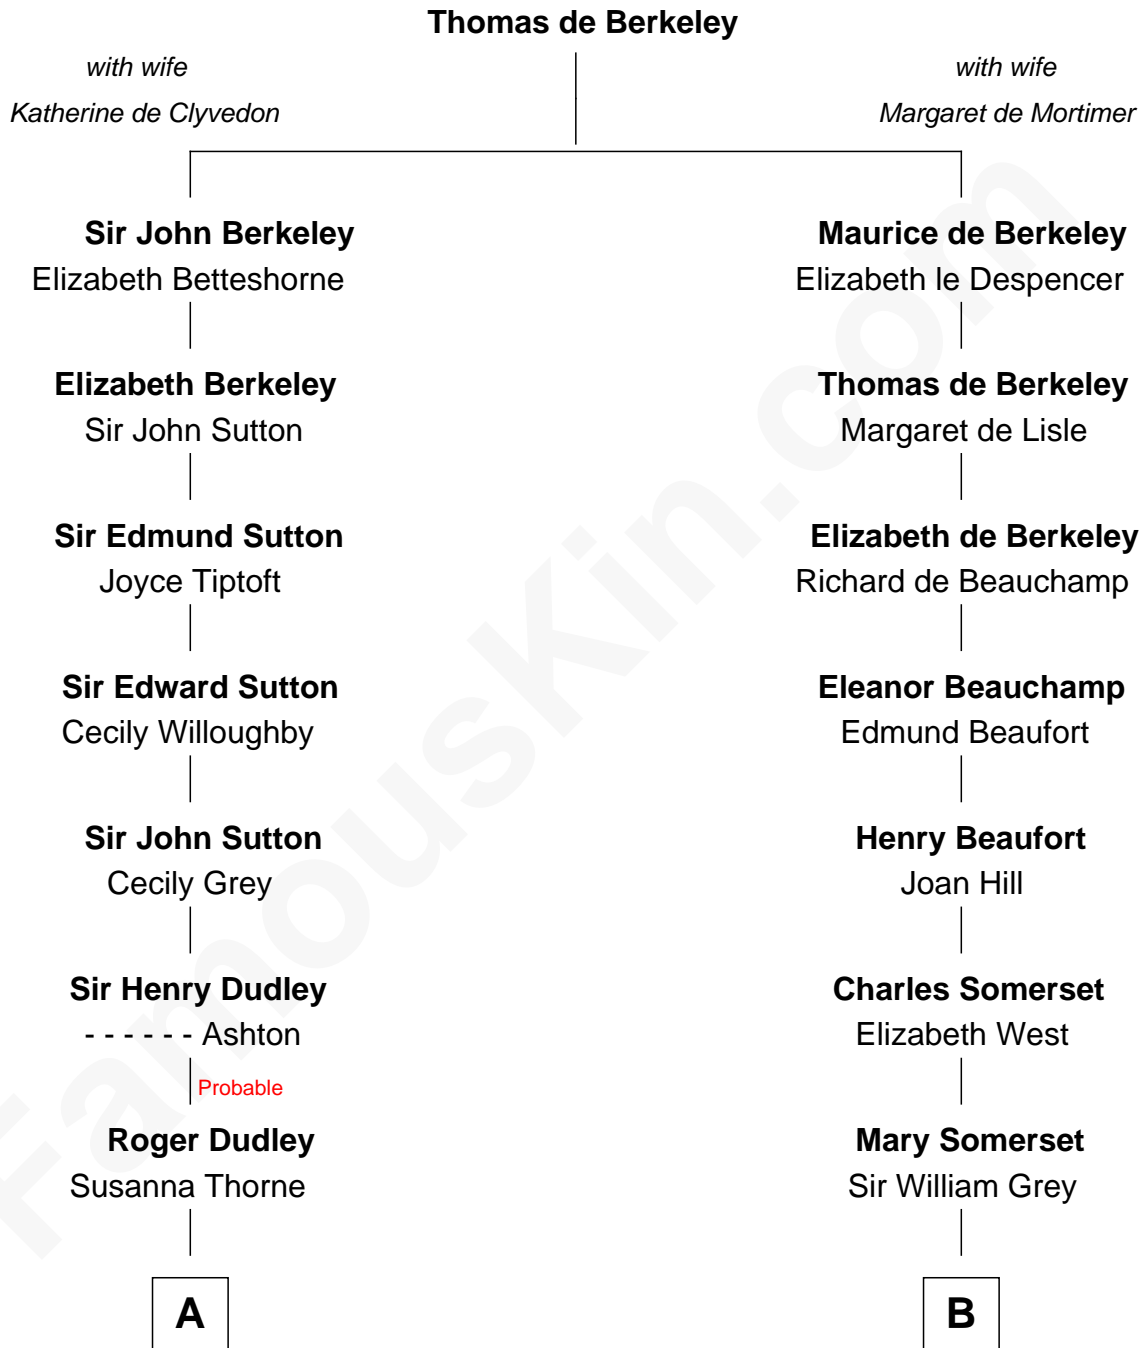 Thomas de Berkeley
with wife
Katherine de Clyvedon
with wife
Margaret de Mortimer
Sir John Berkeley
Elizabeth Betteshorne
Maurice de Berkeley
Elizabeth le Despencer
Elizabeth Berkeley
Sir John Sutton
Thomas de Berkeley
Margaret de Lisle
Sir Edmund Sutton
Joyce Tiptoft
Elizabeth de Berkeley
Richard de Beauchamp
Sir Edward Sutton
Cecily Willoughby
Eleanor Beauchamp
Edmund Beaufort
Sir John Sutton
Cecily Grey
Henry Beaufort
Joan Hill
Sir Henry Dudley
- - - - - - Ashton
Charles Somerset
Elizabeth West
Probable
Roger Dudley
Susanna Thorne
Mary Somerset
Sir William Grey
A
B
FamousKin.com